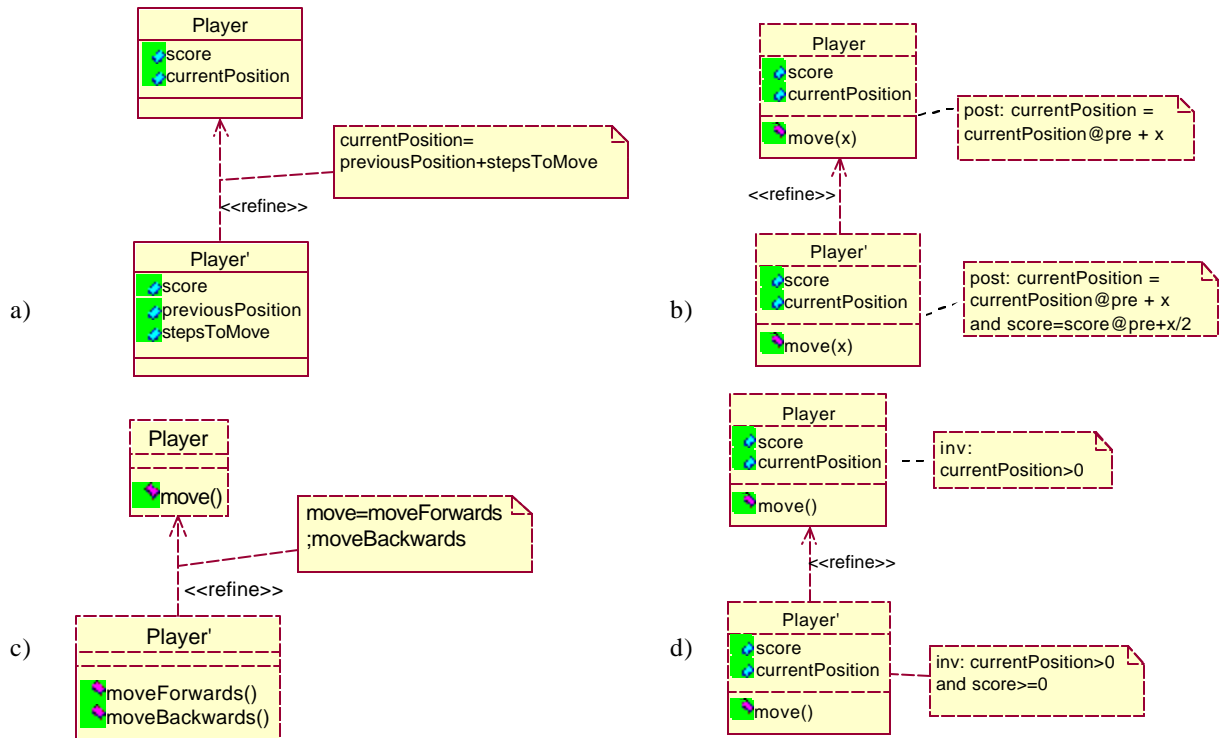 Player
score
currentPosition
currentPosition=
previousPosition+stepsToMove
<<refine>>
Player'
score
previousPosition
stepsToMove
a)
Player
score
currentPosition
move(x)
post: currentPosition =
currentPosition@pre + x
<<refine>>
Player'
score
currentPosition
move(x)
post: currentPosition =
currentPosition@pre + x
and score=score@pre+x/2
b)
Player
move()
move=moveForwards
;moveBackwards
<<refine>>
Player'
moveForwards()
moveBackwards()
c)
Player
score
currentPosition
move()
inv:
currentPosition>0
<<refine>>
Player'
score
currentPosition
move()
inv: currentPosition>0
and score>=0
d)